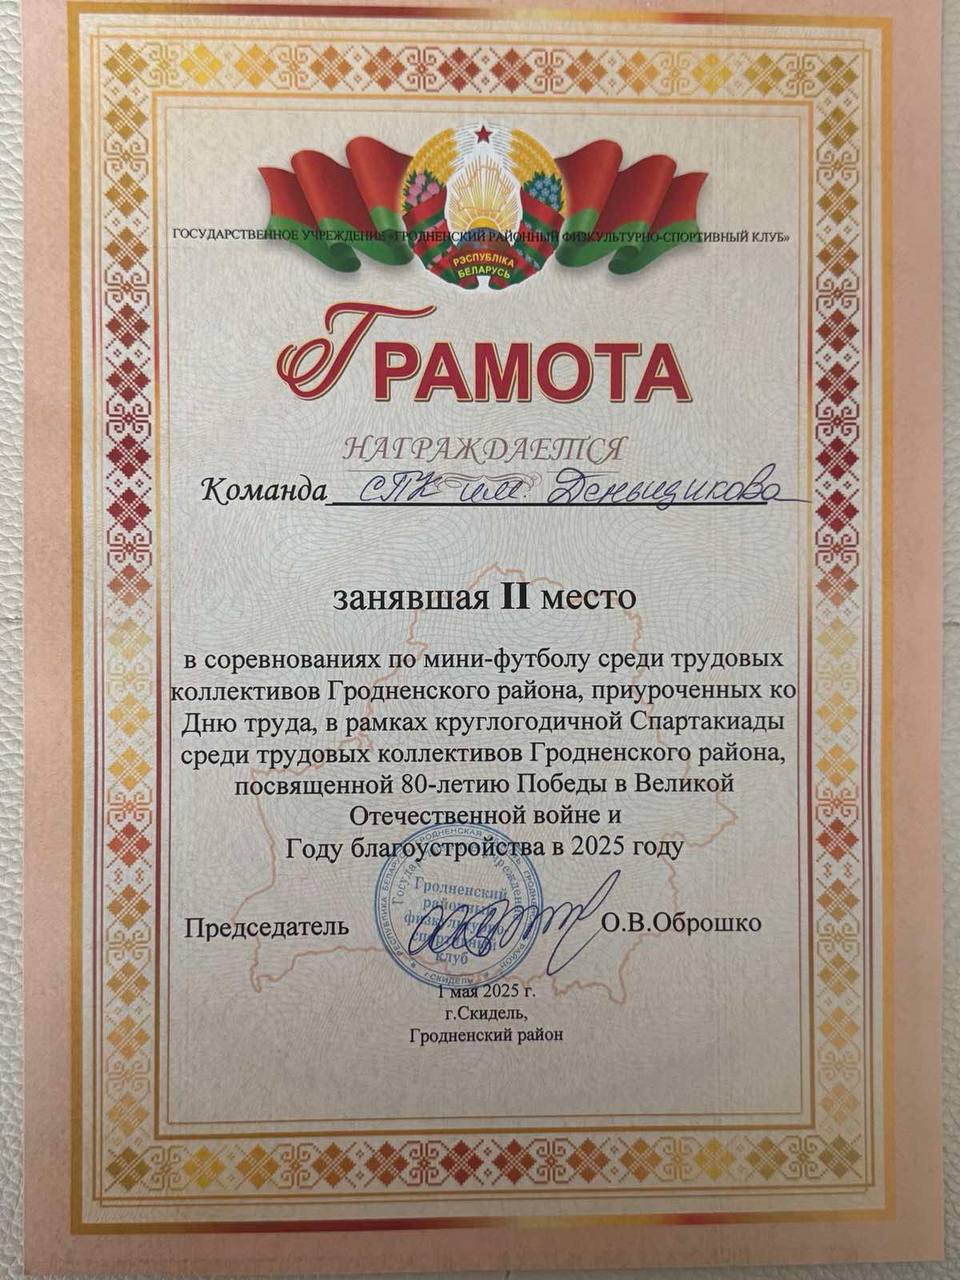 ГОСУДАРСТВЕННОЕ УЧРЕЖДЕНИЕ «ГРОДНЕНСКИЙ РАЙОННЫЙ ФИЗКУЛЬТУРНО-СПОРТИВНЫЙ КЛУБ»
РЭСПУБЛІКА
БЕЛАРУСЬ
ГРАМОТА
НАГРАЖДАЕТСЯ
Команда СПК им. Деньщикова
занявшая II место
в соревнованиях по мини-футболу среди трудовых
коллективов Гродненского района, приуроченных ко
Дню труда, в рамках круглогодичной Спартакиады
среди трудовых коллективов Гродненского района,
посвященной 80-летию Победы в Великой
Отечественной войне и
Году благоустройства в 2025 году
Гродненский
районный
физкультурно-
спортивный
клуб
г.Скидель
Председатель О.В.Оброшко
1 мая 2025 г.
г.Скидель,
Гродненский район